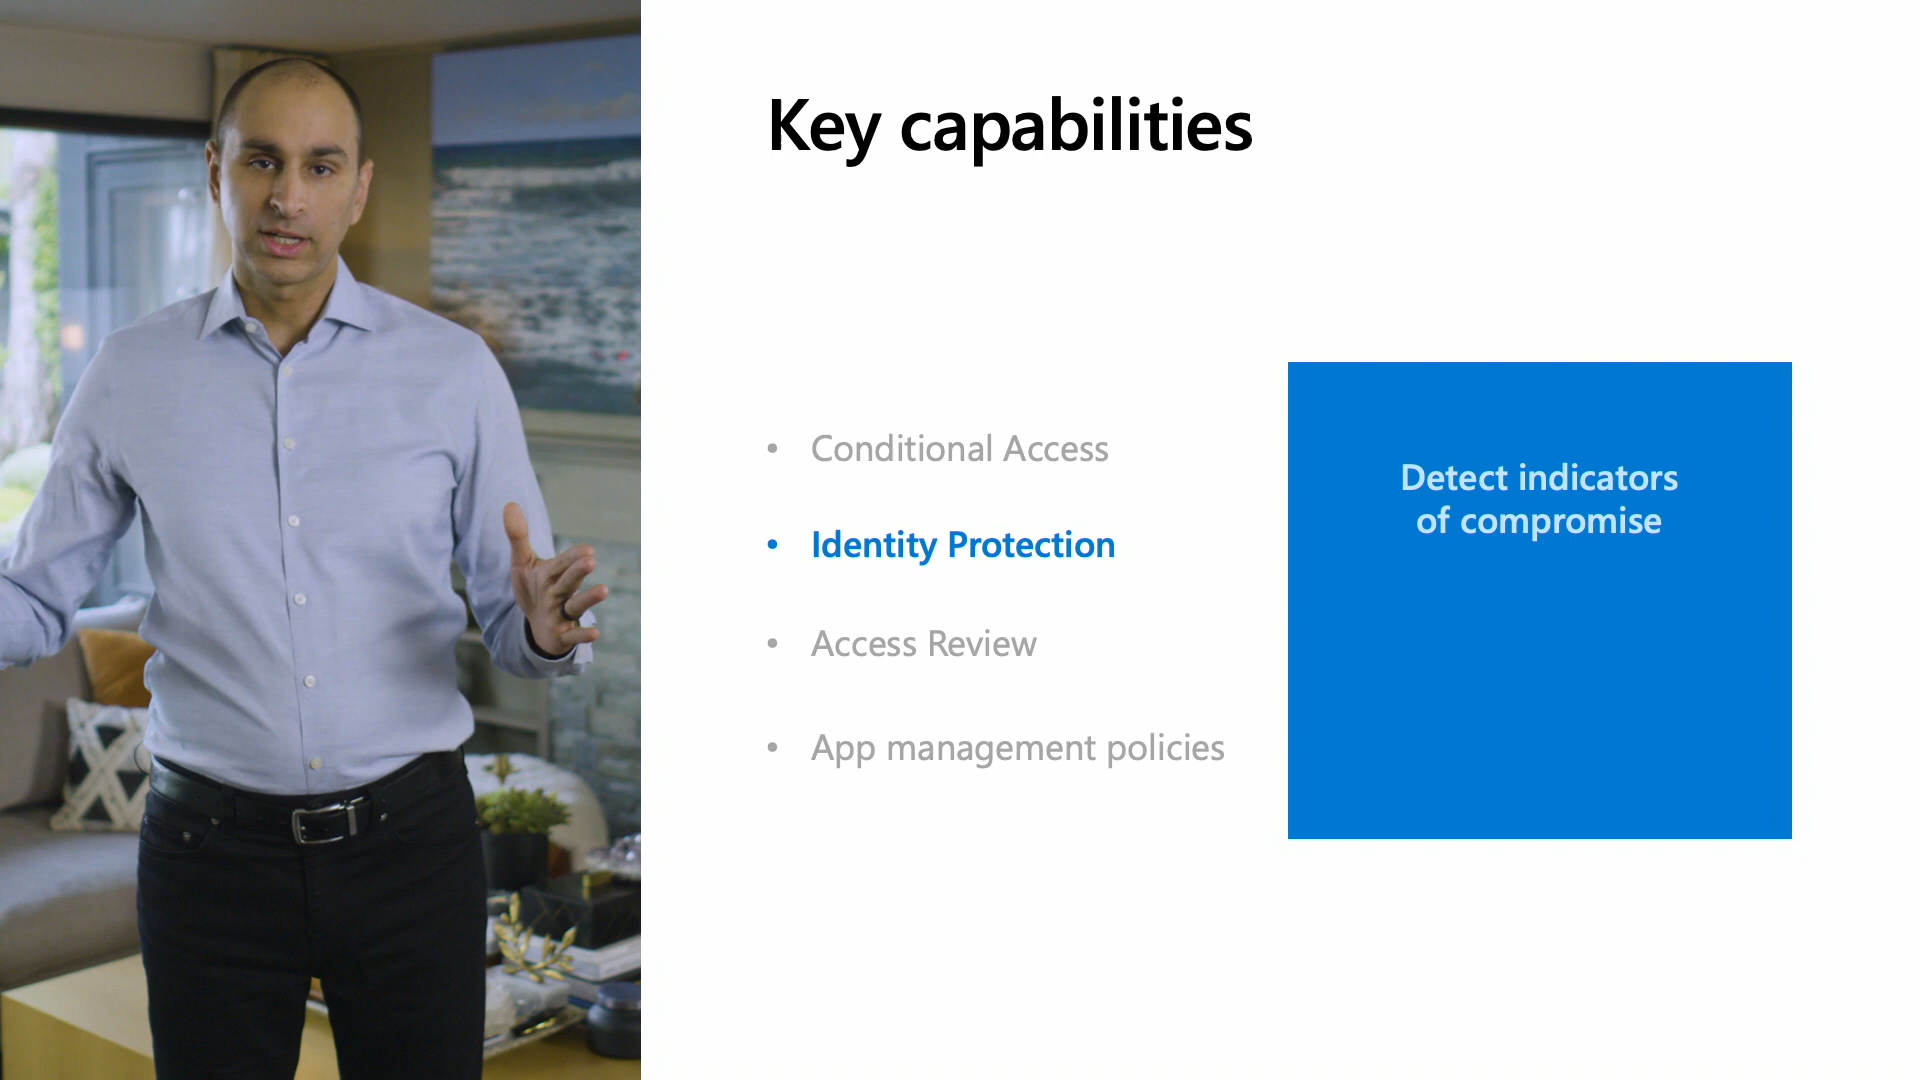 Key capabilities
• Conditional Access
• Identity Protection
• Access Review
• App management policies
Detect indicators
of compromise